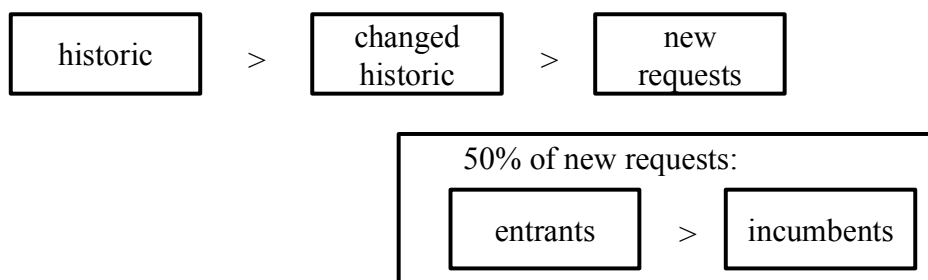 historic > changed historic > new requests
50% of new requests:
entrants > incumbents